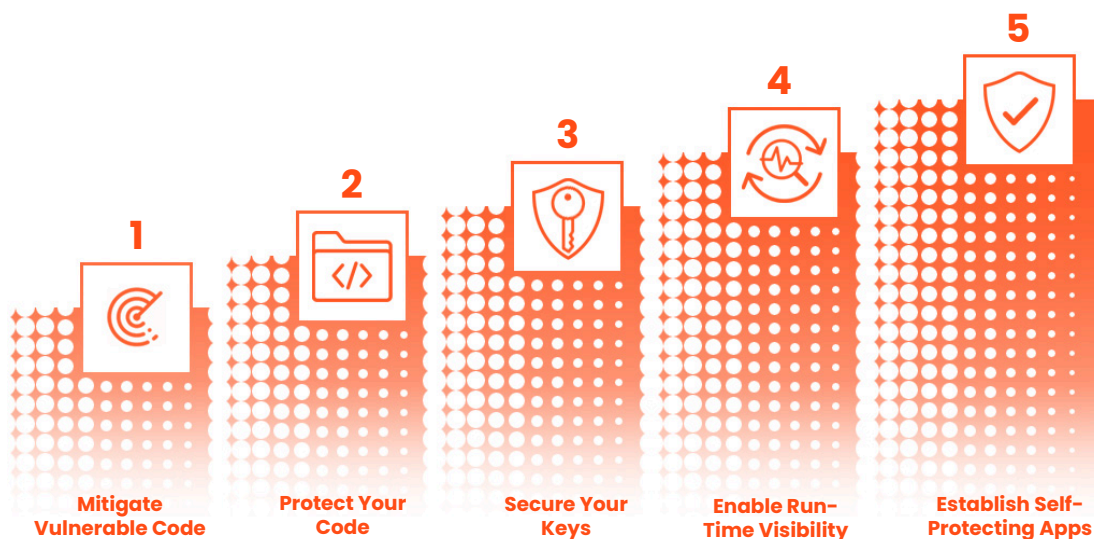 1
Mitigate
Vulnerable Code
2
</>
Protect Your
Code
3
Secure Your
Keys
4
Enable Run-
Time Visibility
5
Establish Self-
Protecting Apps